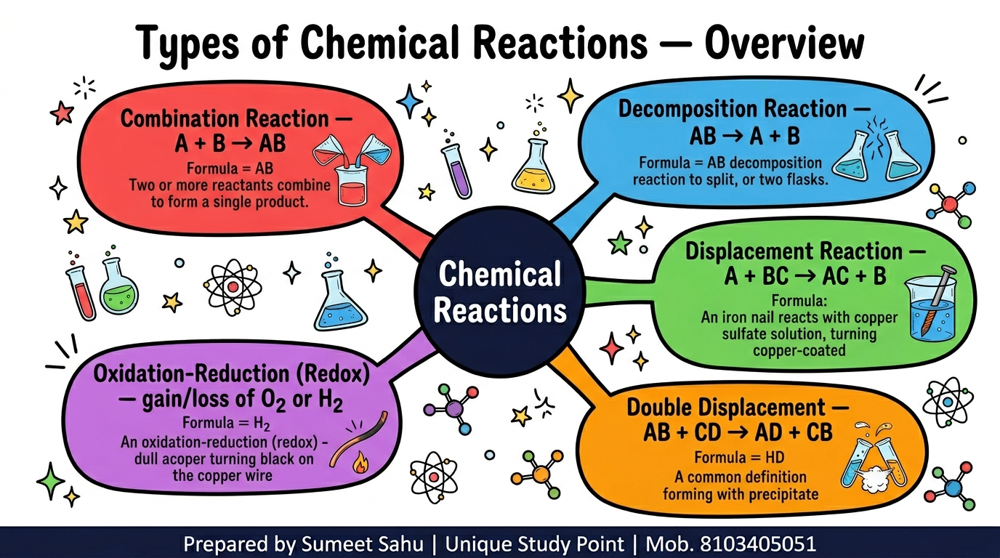 Types of Chemical Reactions — Overview
Combination Reaction —
A + B → AB
Formula = AB
Two or more reactants combine
to form a single product.
Decomposition Reaction —
AB → A + B
Formula = AB decomposition
reaction to split, or two flasks.
Chemical
Reactions
Displacement Reaction —
A + BC → AC + B
Formula:
An iron nail reacts with copper
sulfate solution, turning
copper-coated
Oxidation-Reduction (Redox)
— gain/loss of O₂ or H₂
Formula = H₂
An oxidation-reduction (redox) –
dull acoper turning black on
the copper wire
Double Displacement —
AB + CD → AD + CB
Formula = HD
A common definition
forming with precipitate
Prepared by Sumeet Sahu | Unique Study Point | Mob. 8103405051